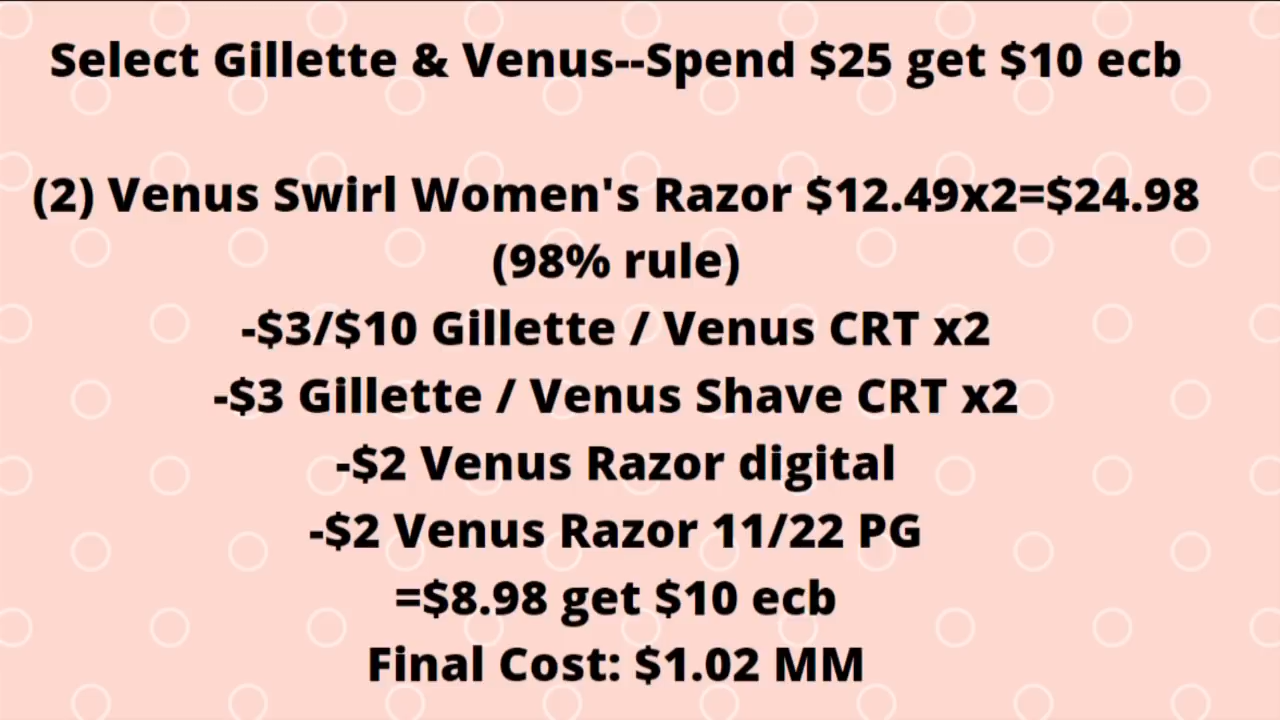 Select Gillette & Venus--Spend $25 get $10 ecb
(2) Venus Swirl Women's Razor $12.49x2=$24.98
(98% rule)
-$3/$10 Gillette / Venus CRT x2
-$3 Gillette / Venus Shave CRT x2
-$2 Venus Razor digital
-$2 Venus Razor 11/22 PG
=$8.98 get $10 ecb
Final Cost: $1.02 MM